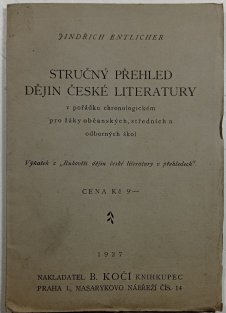 JINDŘICH ENTLICHER
STRUČNÝ PŘEHLED
DĚJIN ČESKÉ LITERATURY
v pořádku chronologickém
pro žáky občanských, středních a
odborných škol
Výňatek z „Rukověti dějin české literatury v přehledech“.
CENA Kč 9—
1927
NAKLADATEL B. KOČÍ KNIHKUPEC
PRAHA I., MASARYKOVO NÁBŘEŽÍ ČÍS. 14